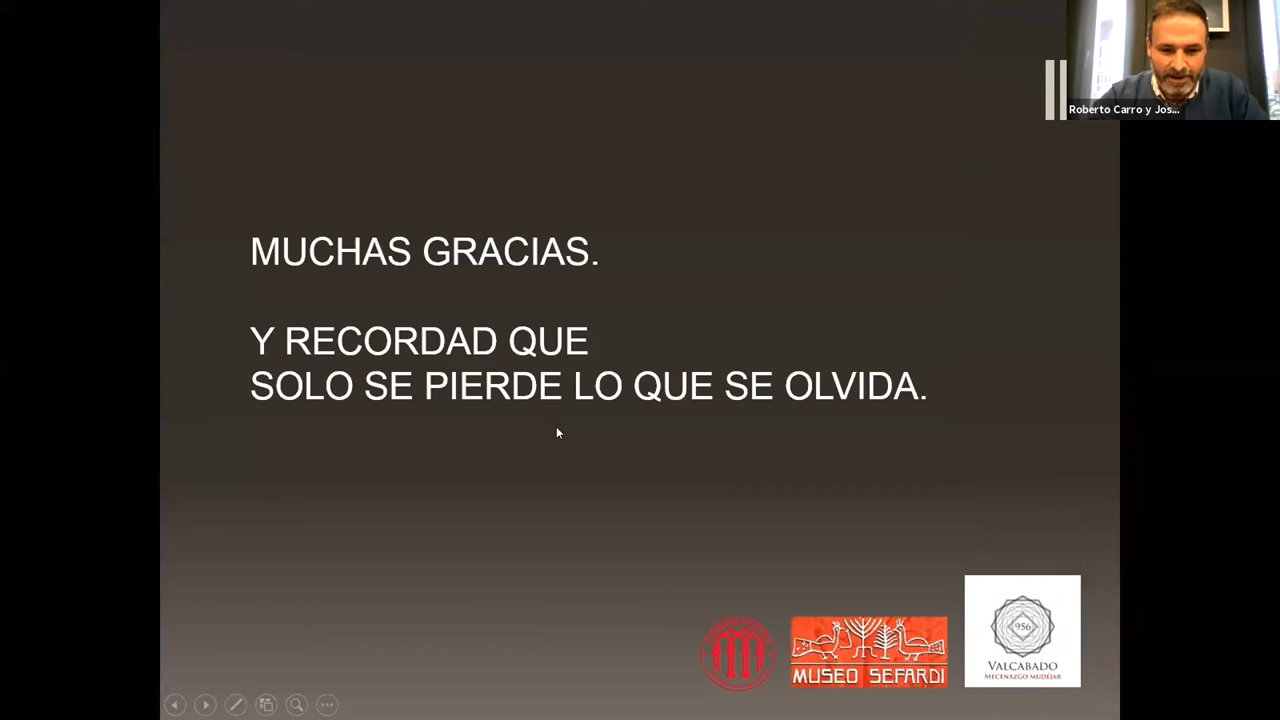 Roberto Carro y Jos...
MUCHAS GRACIAS.
Y RECORDAD QUE
SOLO SE PIERDE LO QUE SE OLVIDA.
MUSEO SEFARDI
956
VALCABADO
MECENAZGO MUDÉJAR